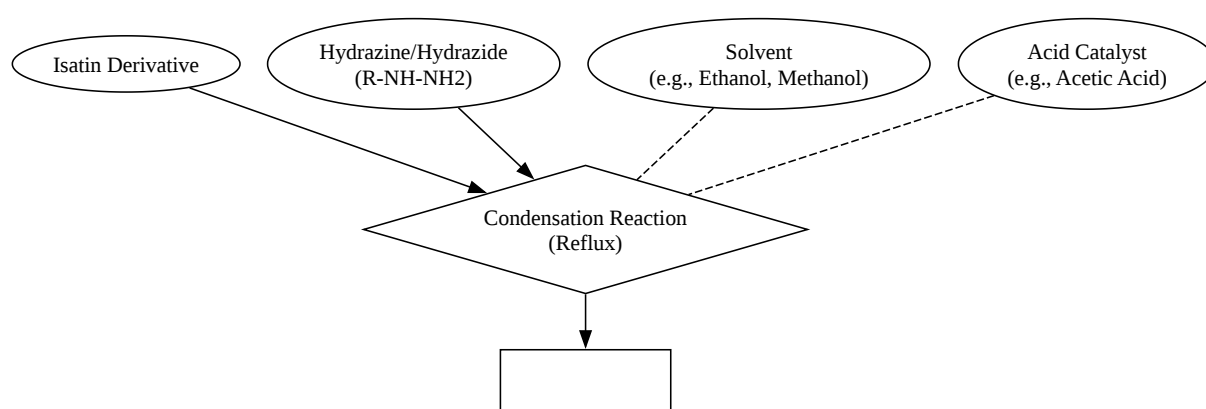 Isatin Derivative
Hydrazine/Hydrazide
(R-NH-NH2)
Solvent
(e.g., Ethanol, Methanol)
Acid Catalyst
(e.g., Acetic Acid)
Condensation Reaction
(Reflux)